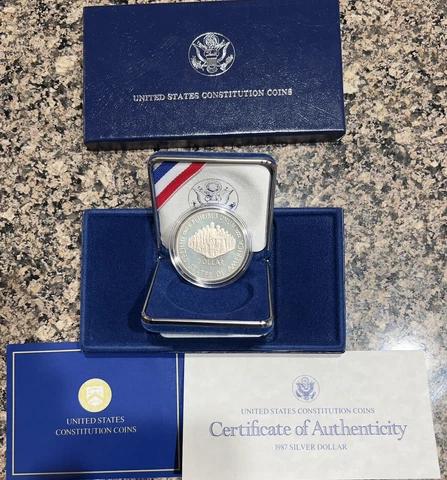 UNITED STATES CONSTITUTION COINS
DOLLAR
UNITED STATES
CONSTITUTION COINS
UNITED STATES CONSTITUTION COINS
Certificate of Authenticity
1987 SILVER DOLLAR